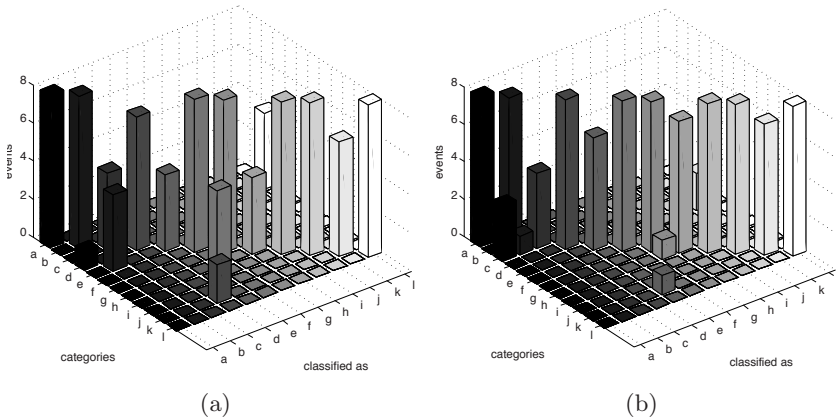 8
6
4
2
0
events
a
b
c
d
e
f
g
h
i
j
k
l
categories
a
b
c
d
e
f
g
h
i
j
k
l
classified as
(a)
8
6
4
2
0
events
a
b
c
d
e
f
g
h
i
j
k
l
categories
a
b
c
d
e
f
g
h
i
j
k
l
classified as
(b)